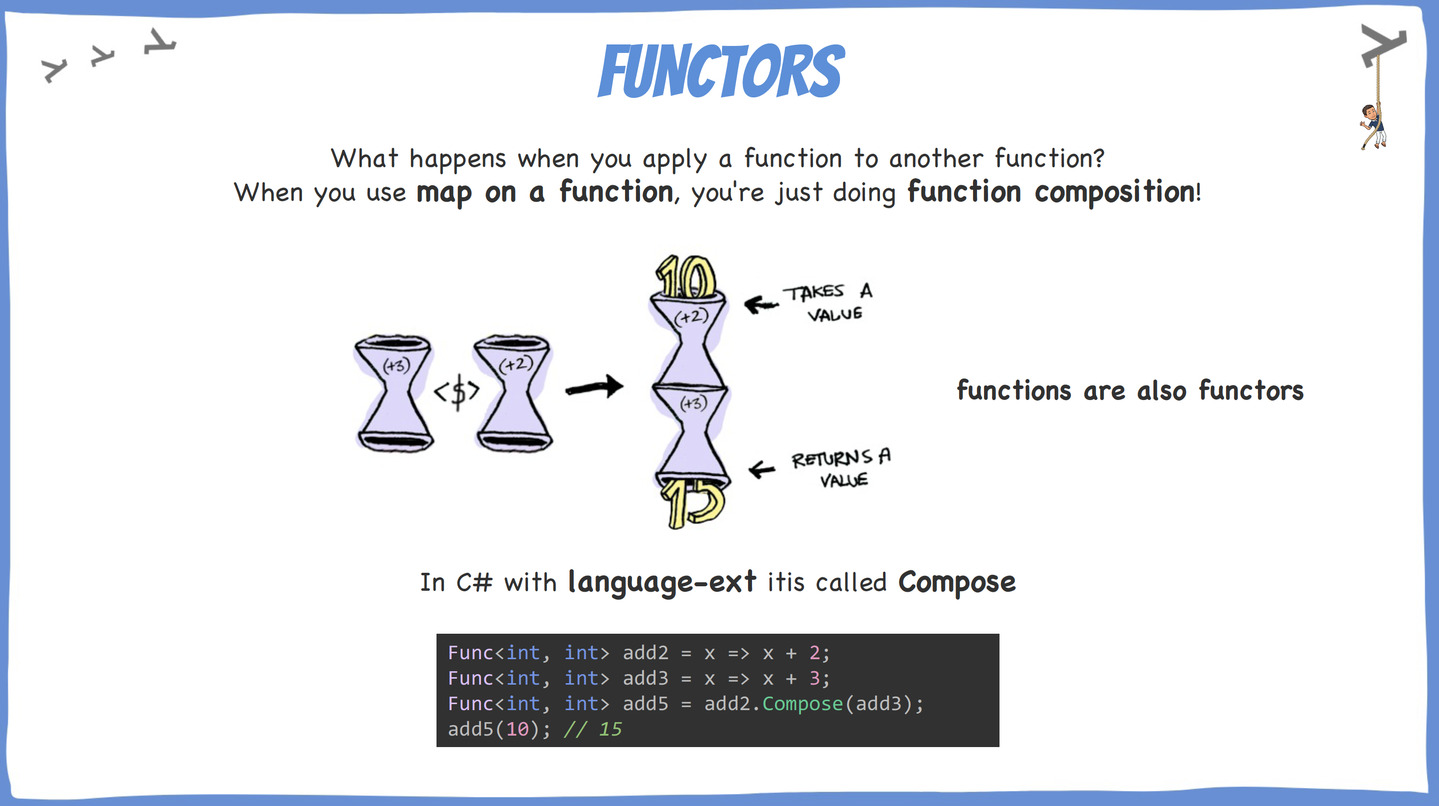 FUNCTORS
What happens when you apply a function to another function?
When you use map on a function, you're just doing function composition!
(+3) <$> (+2)
10
(+2)
(+3)
15
TAKES A
VALUE
RETURNS A
VALUE
functions are also functors
In C# with language-ext itis called Compose
Func<int, int> add2 = x => x + 2;
Func<int, int> add3 = x => x + 3;
Func<int, int> add5 = add2.Compose(add3);
add5(10); // 15